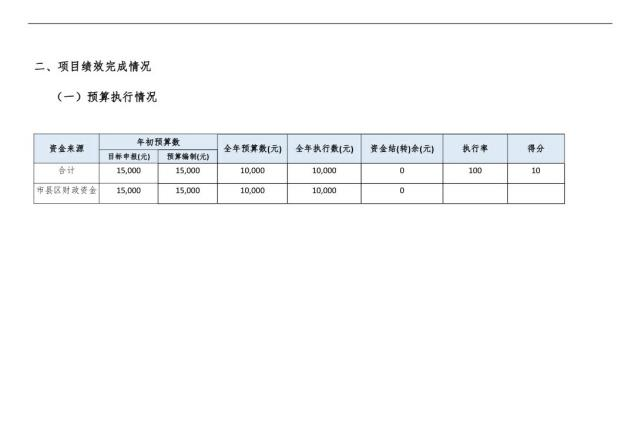 二、项目绩效完成情况
（一）预算执行情况
资金来源 年初预算数 全年预算数(元) 全年执行数(元) 资金结(转)余(元) 执行率 得分
目标申报(元) 预算编制(元)
合计 15,000 15,000 10,000 10,000 0 100 10
市县区财政资金 15,000 15,000 10,000 10,000 0